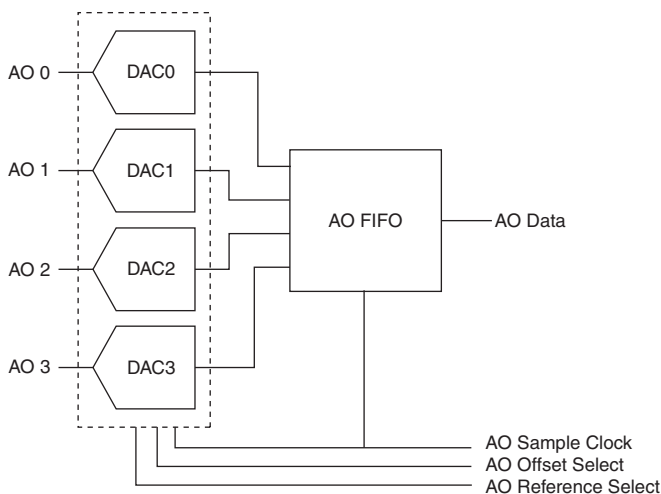 AO 0
DAC0
AO 1
DAC1
AO 2
DAC2
AO 3
DAC3
AO FIFO
AO Data
AO Sample Clock
AO Offset Select
AO Reference Select